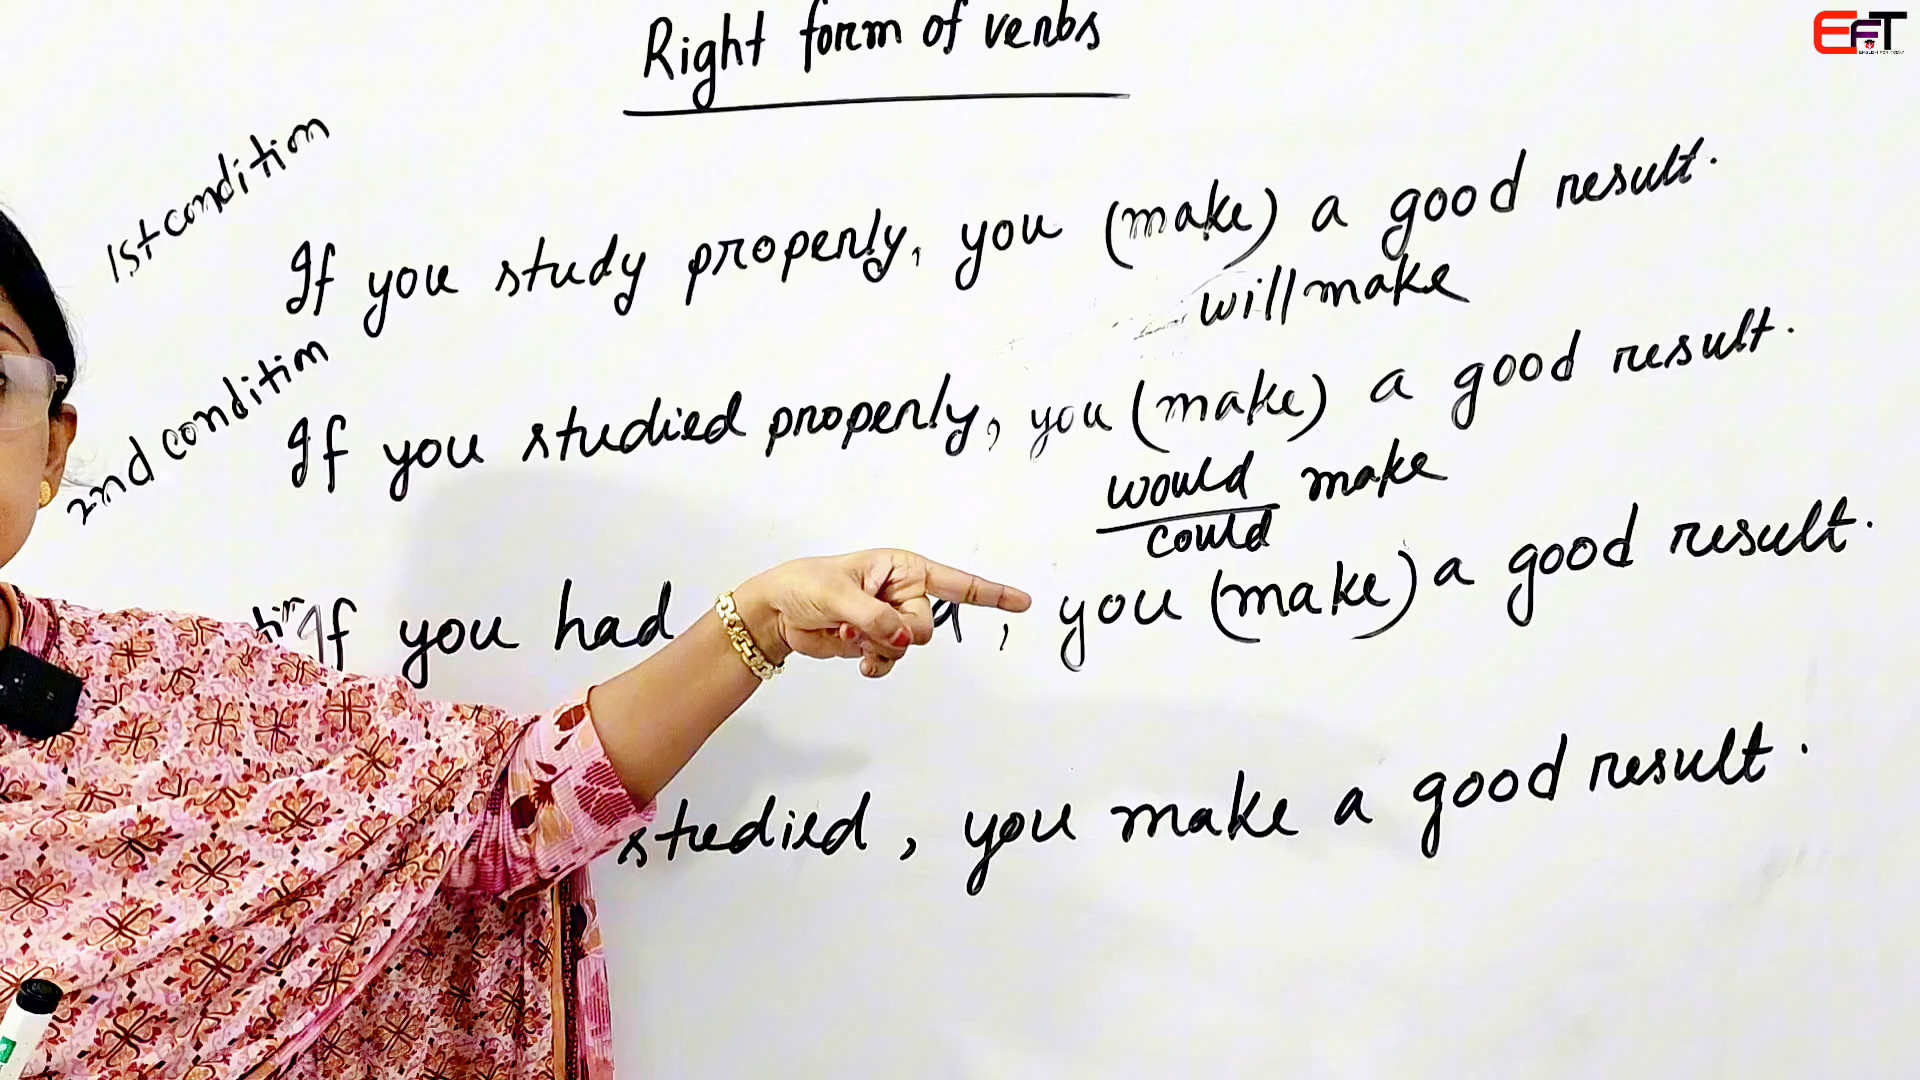 EFT
Right form of verbs
1st condition
If you study properly, you (make) a good result.
will make
2nd condition
If you studied properly, you (make) a good result.
would make
could
If you had , you (make) a good result.
studied, you make a good result.